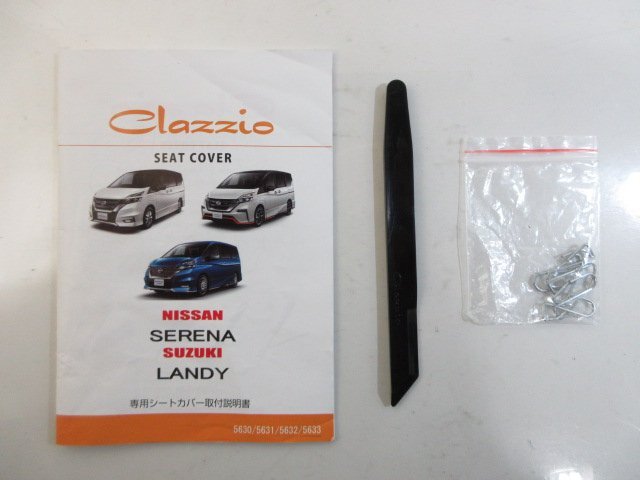 Clazzio
SEAT COVER
NISSAN
SERENA
SUZUKI
LANDY
専用シートカバー取付説明書
5630/5631/5632/5633